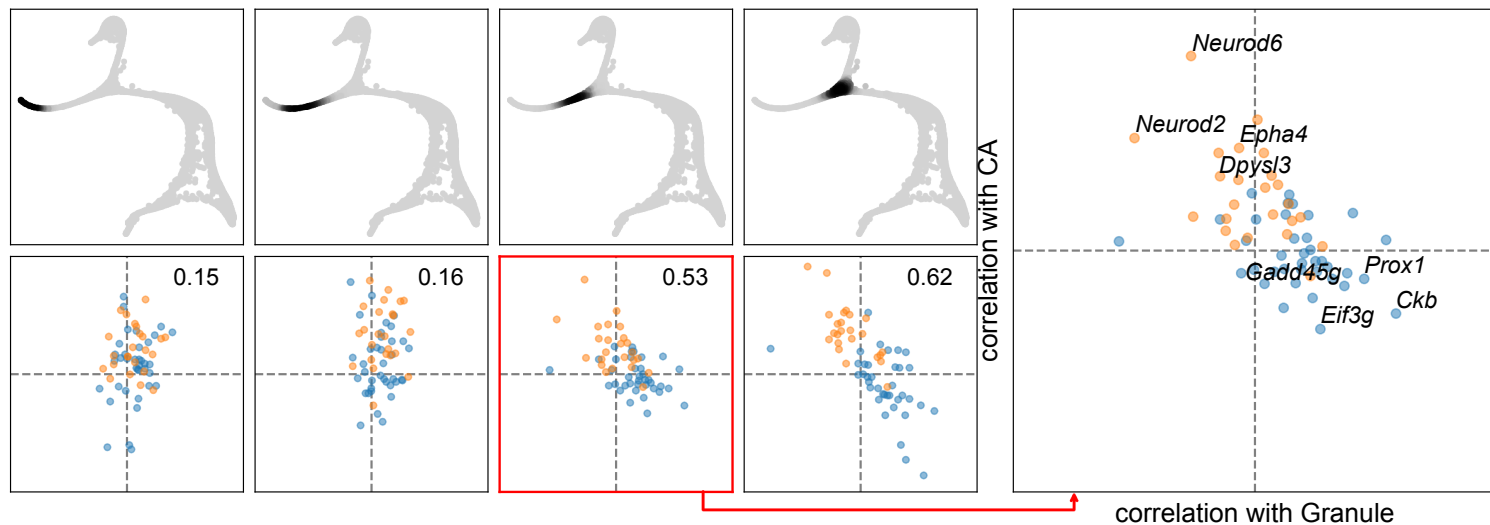 0.15
0.16
0.53
0.62
correlation with CA
Neurod6
Neurod2
Epha4
Dpysl3
Gadd45g
Prox1
Ckb
Eif3g
correlation with Granule